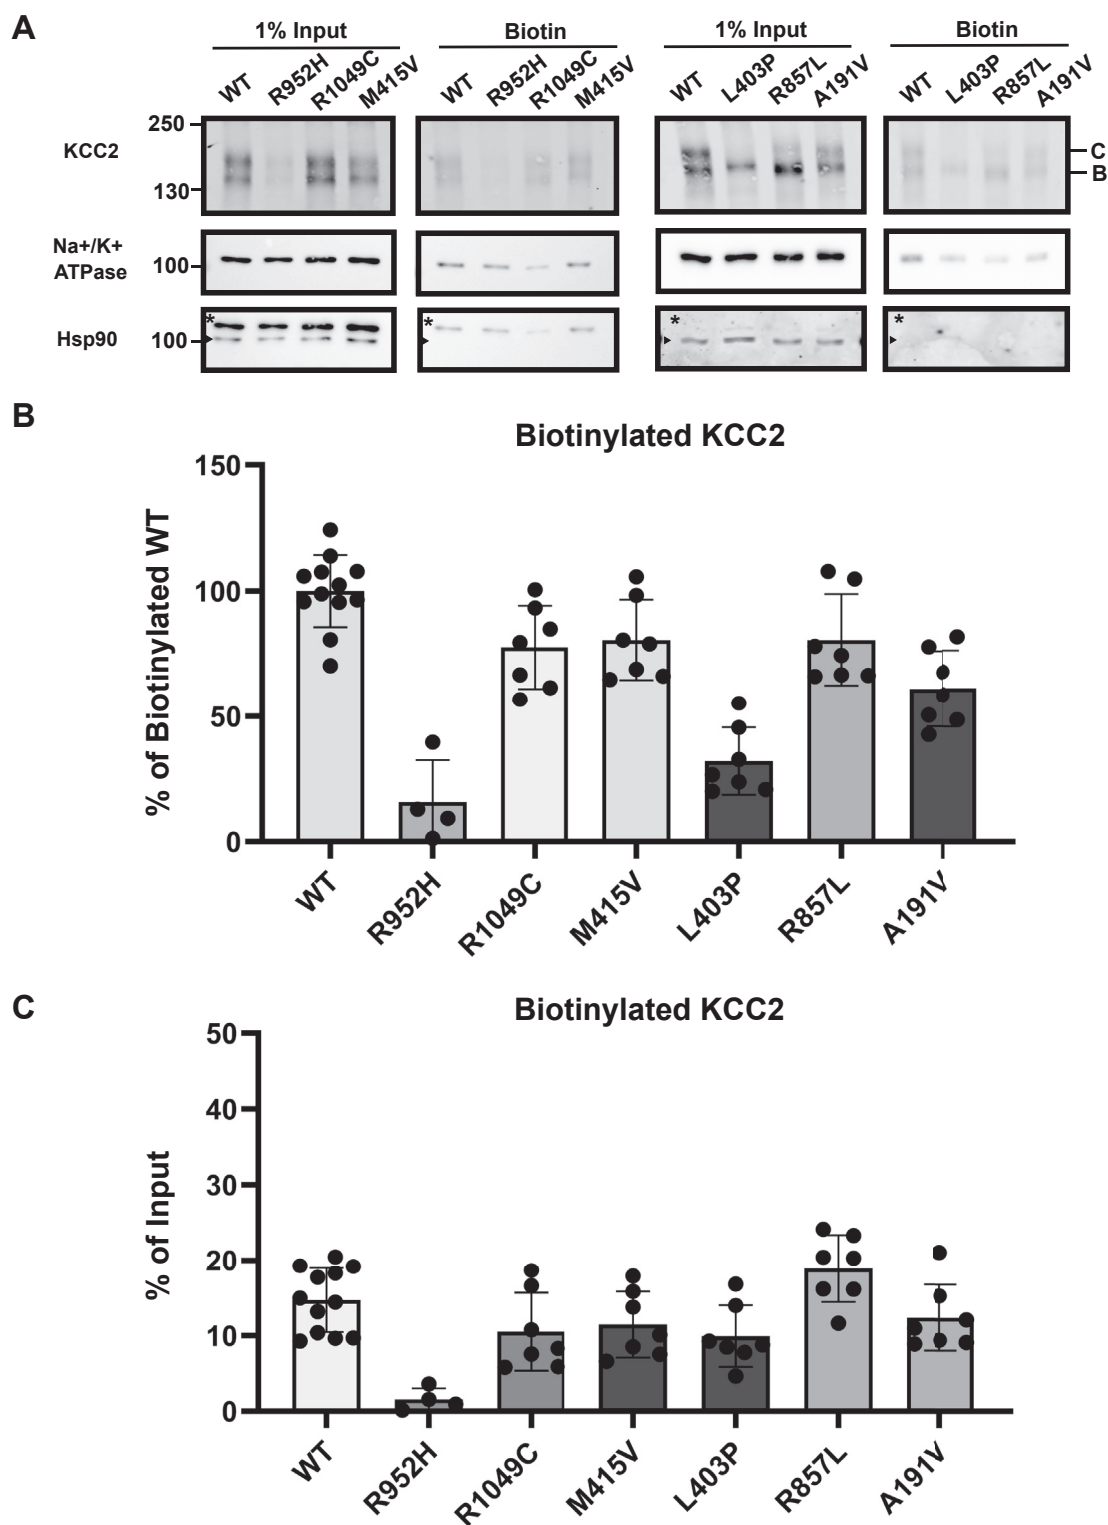 A
1% Input
Biotin
1% Input
Biotin
WT R952H R1049C M415V
WT R952H R1049C M415V
WT L403P R857L A191V
WT L403P R857L A191V
250
KCC2
130
C
B
Na+/K+
ATPase
100
*
*
*
*
Hsp90
100
B
Biotinylated KCC2
% of Biotinylated WT
150
100
50
0
WT
R952H
R1049C
M415V
L403P
R857L
A191V
C
Biotinylated KCC2
% of Input
50
40
30
20
10
0
WT
R952H
R1049C
M415V
L403P
R857L
A191V